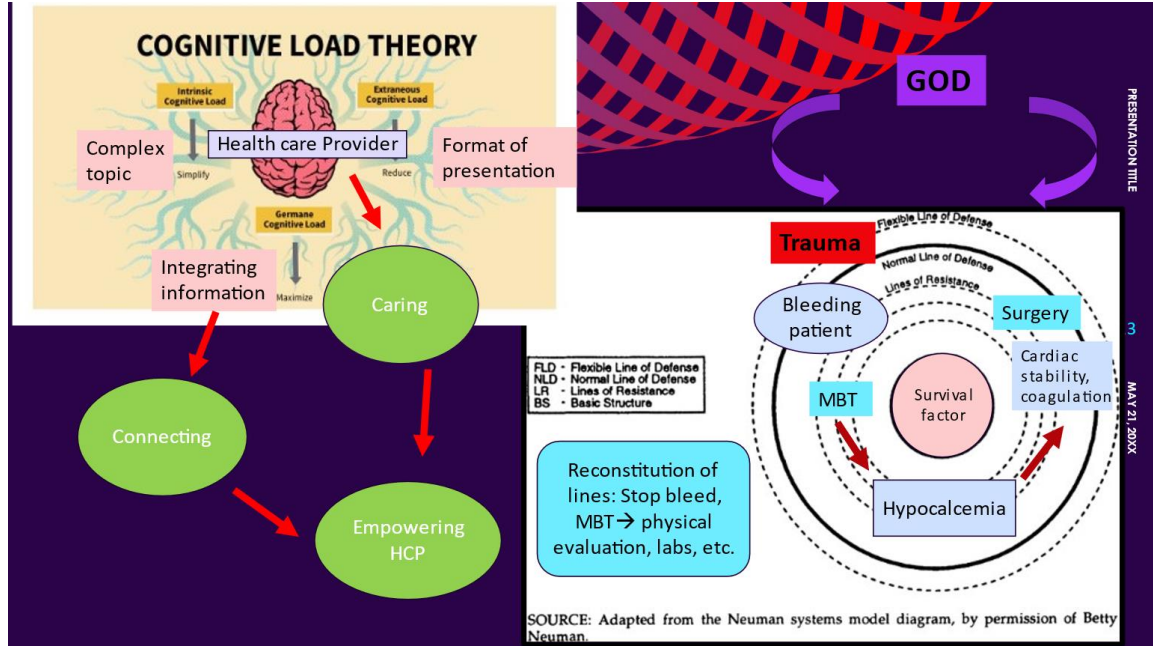 COGNITIVE LOAD THEORY
Intrinsic
Cognitive Load
Extraneous
Cognitive Load
Health care Provider
Complex
topic
Simplify
Format of
presentation
Reduce
Germane
Cognitive Load
Integrating
information
Maximize
Caring
Connecting
Empowering
HCP
GOD
PRESENTATION TITLE
3
MAY 21, 20XX
Flexible Line of Defense
Normal Line of Defense
Lines of Resistance
Trauma
Bleeding
patient
Surgery
Cardiac
stability,
coagulation
MBT
Survival
factor
Hypocalcemia
FLD - Flexible Line of Defense
NLD - Normal Line of Defense
LR - Lines of Resistance
BS - Basic Structure
Reconstitution of
lines: Stop bleed,
MBT→ physical
evaluation, labs, etc.
SOURCE: Adapted from the Neuman systems model diagram, by permission of Betty
Neuman.